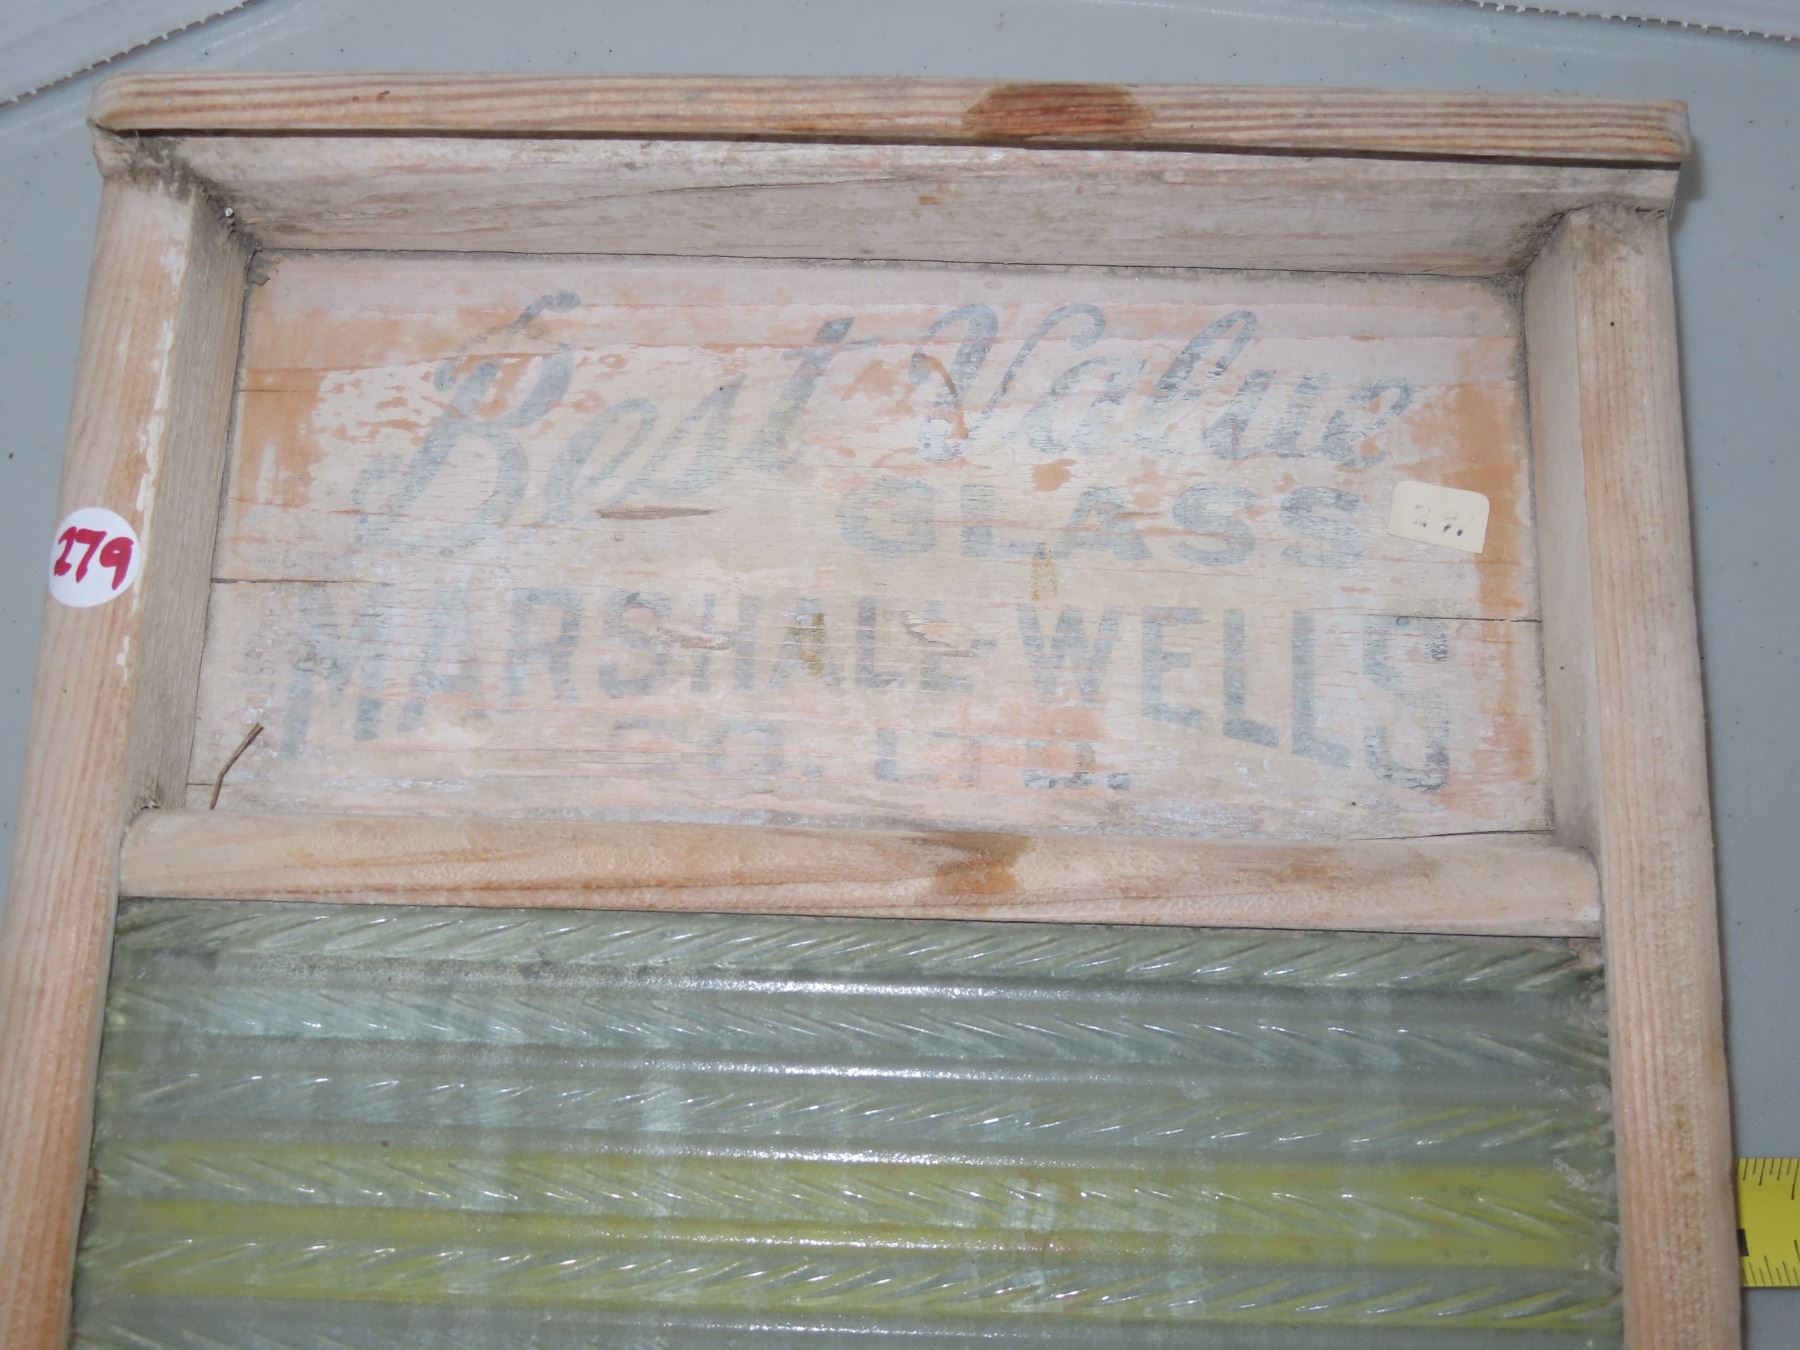 Best Value
GLASS
MARSHALL-WELLS
CO. LTD.
279